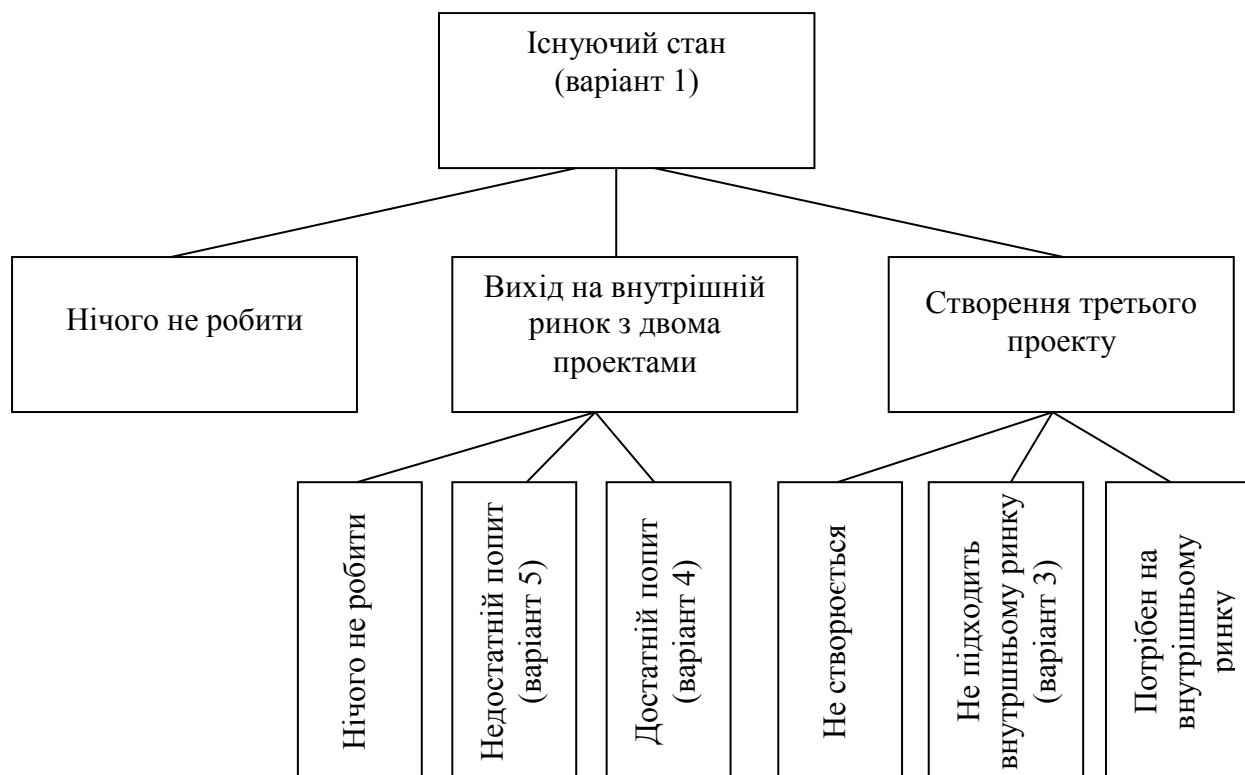 Існуючий стан
(варіант 1)
Нічого не робити
Вихід на внутрішній
ринок з двома
проектами
Створення третього
проекту
Нічого не робити
Недостатній попит
(варіант 5)
Достатній попит
(варіант 4)
Не створюється
Не підходить
внутршньому ринку
(варіант 3)
Потрібен на
внутрішньому
ринку